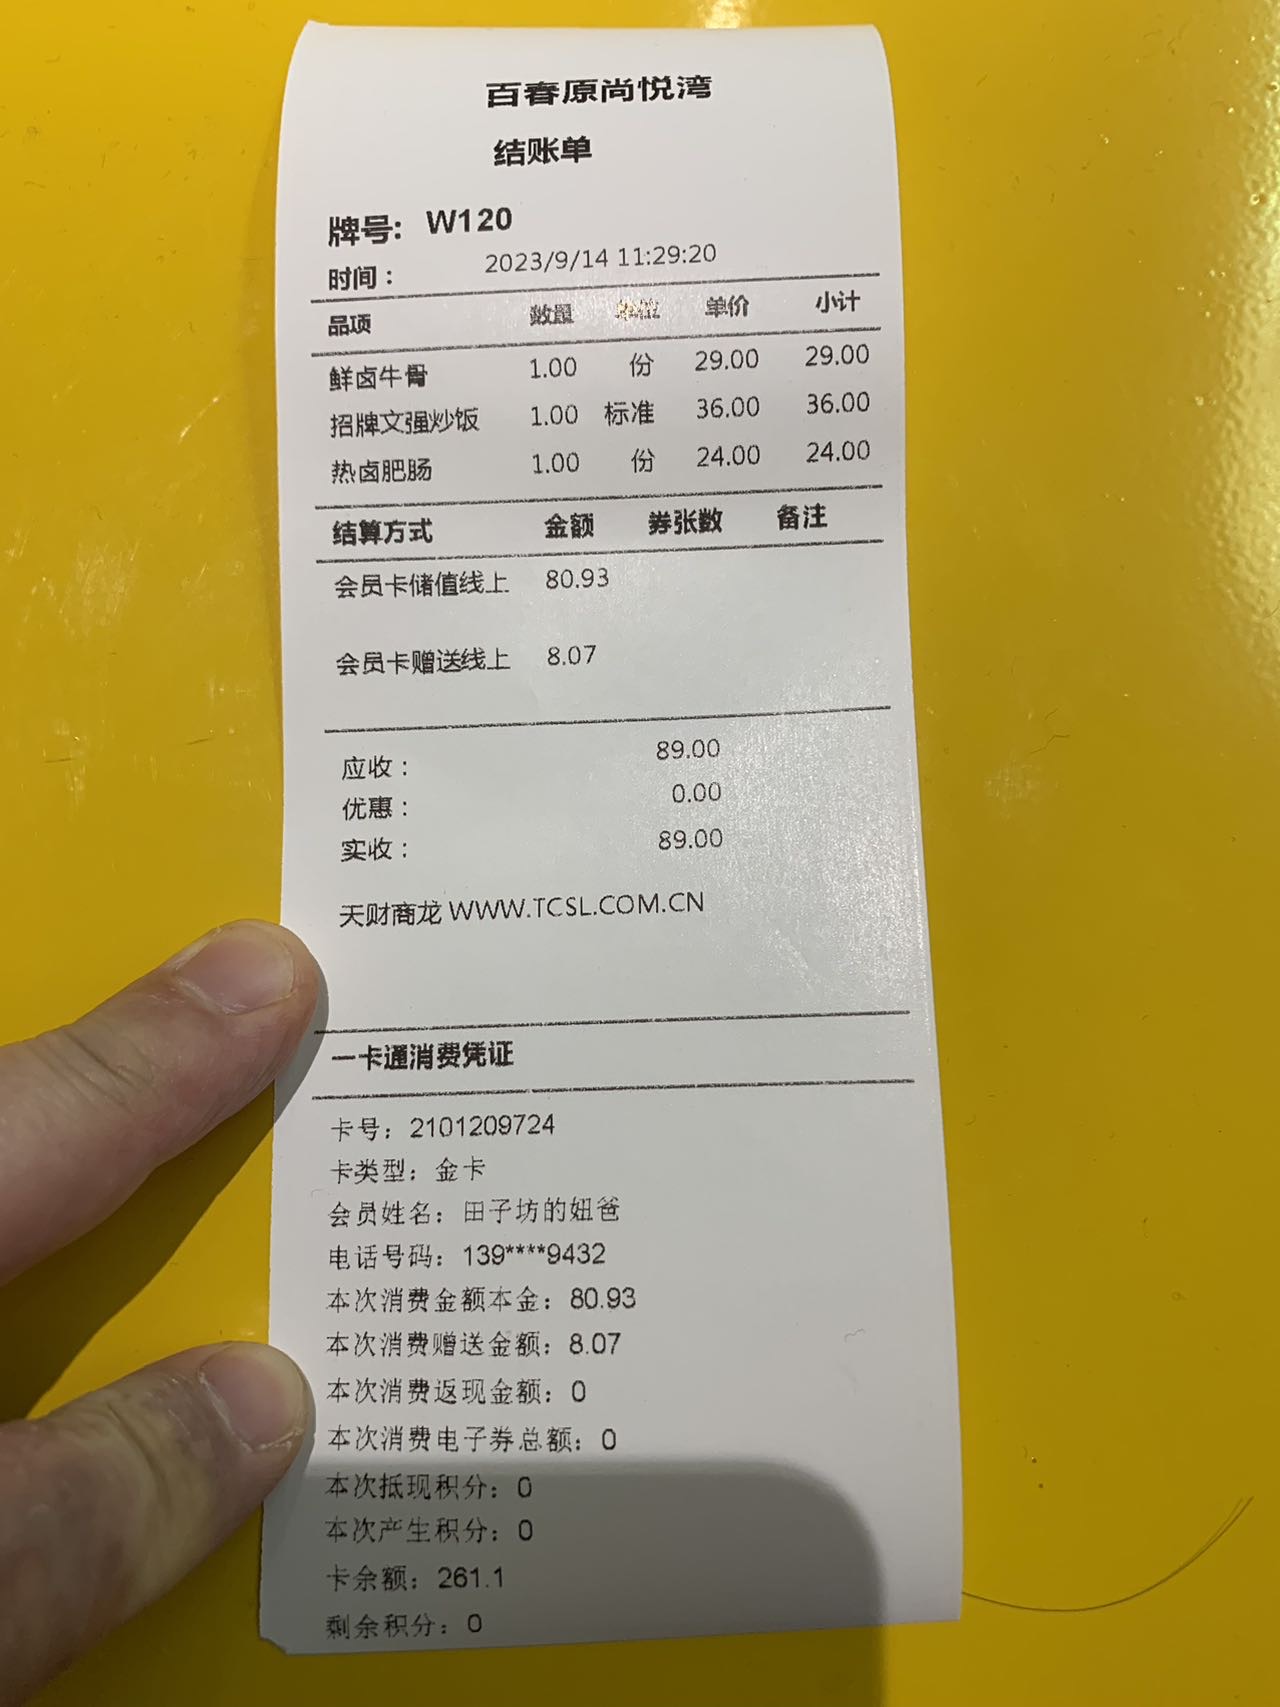 百春原尚悦湾
结账单
牌号: W120
时间： 2023/9/14 11:29:20
品项 数量 单位 单价 小计
鲜卤牛骨 1.00 份 29.00 29.00
招牌文强炒饭 1.00 标准 36.00 36.00
热卤肥肠 1.00 份 24.00 24.00
结算方式 金额 券张数 备注
会员卡储值线上 80.93
会员卡赠送线上 8.07
应收： 89.00
优惠： 0.00
实收： 89.00
天财商龙 WWW.TCSL.COM.CN
一卡通消费凭证
卡号：2101209724
卡类型：金卡
会员姓名：田子坊的妞爸
电话号码：139****9432
本次消费金额本金：80.93
本次消费赠送金额：8.07
本次消费返现金额：0
本次消费电子券总额：0
本次抵现积分：0
本次产生积分：0
卡余额：261.1
剩余积分：0